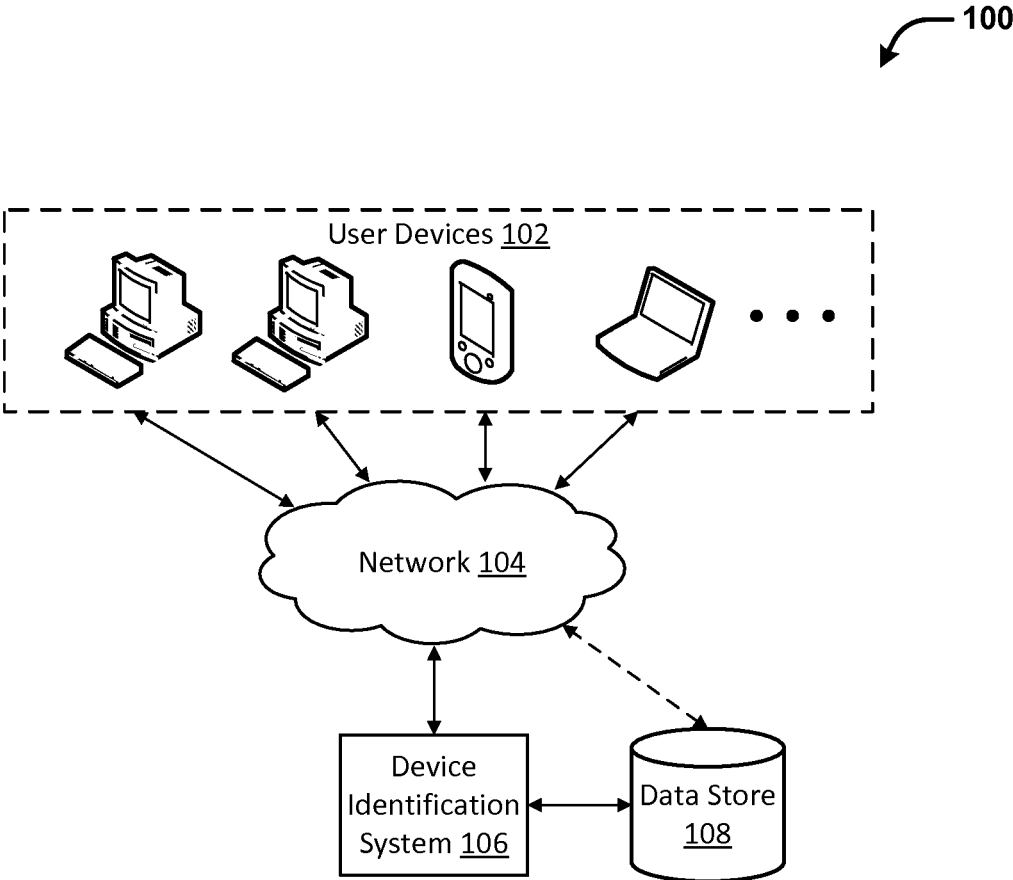 100
User Devices 102
Network 104
Device
Identification
System 106
Data Store
108